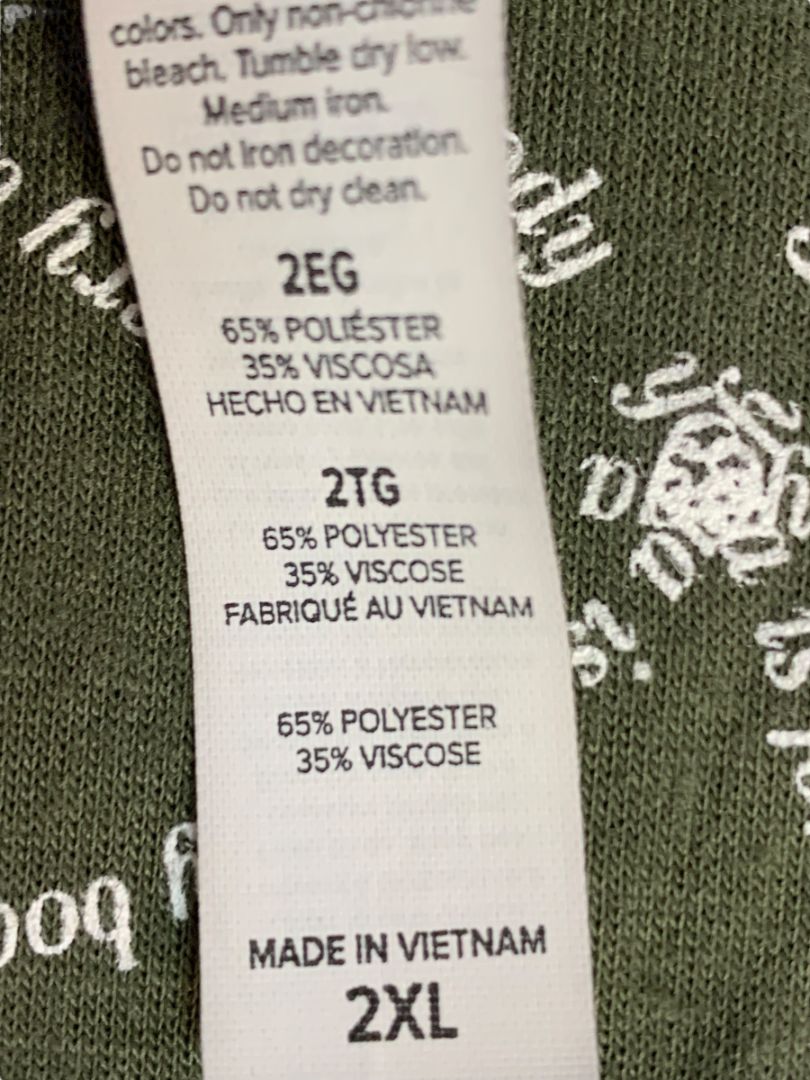 colors. Only non-chlorine
bleach. Tumble dry low.
Medium iron.
Do not Iron decoration.
Do not dry clean.
2EG
65% POLIÉSTER
35% VISCOSA
HECHO EN VIETNAM
2TG
65% POLYESTER
35% VISCOSE
FABRIQUÉ AU VIETNAM
65% POLYESTER
35% VISCOSE
MADE IN VIETNAM
2XL